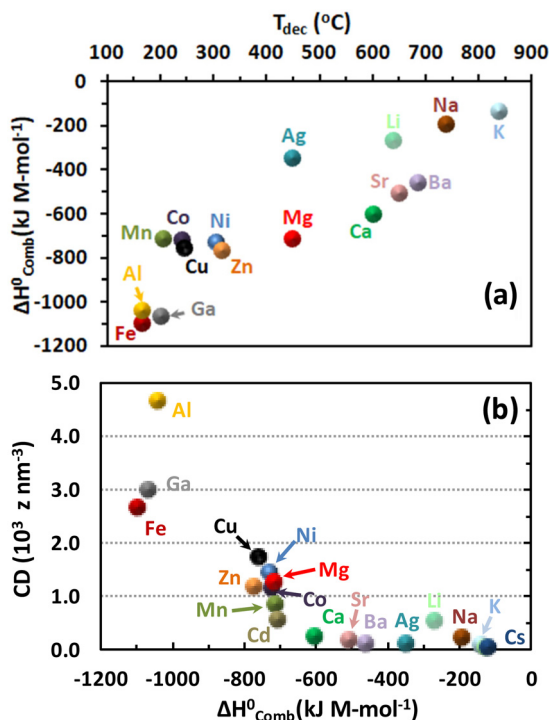 T_dec (°C)
100 200 300 400 500 600 700 800 900
0
-200
-400
-600
-800
-1000
-1200
ΔH⁰_Comb(kJ M-mol⁻¹)
Na
Li
K
Ag
Sr
Ba
Co
Ni
Mg
Mn
Ca
Cu
Zn
Al
Ga
Fe
(a)
5.0
4.0
3.0
2.0
1.0
0.0
CD (10³ z nm⁻³)
(b)
Al
Ga
Fe
Cu
Ni
Mg
Zn
Co
Mn
Cd
Ca
Sr
Ba
Ag
Li
Na
K
Cs
-1200 -1000 -800 -600 -400 -200 0
ΔH⁰_Comb(kJ M-mol⁻¹)